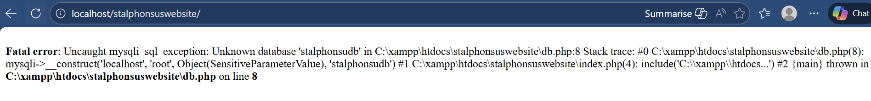 localhost/stalphonsuswebsite/ Summarise Chat
Fatal error: Uncaught mysqli_sql_exception: Unknown database 'stalphonsudb' in C:\xampp\htdocs\stalphonsuswebsite\db.php:8 Stack trace: #0 C:\xampp\htdocs\stalphonsuswebsite\db.php(8):
mysqli->__construct('localhost', 'root', Object(SensitiveParameterValue), 'stalphonsudb') #1 C:\xampp\htdocs\stalphonsuswebsite\index.php(4): include('C:\\xampp\\htdocs...') #2 {main} thrown in
C:\xampp\htdocs\stalphonsuswebsite\db.php on line 8